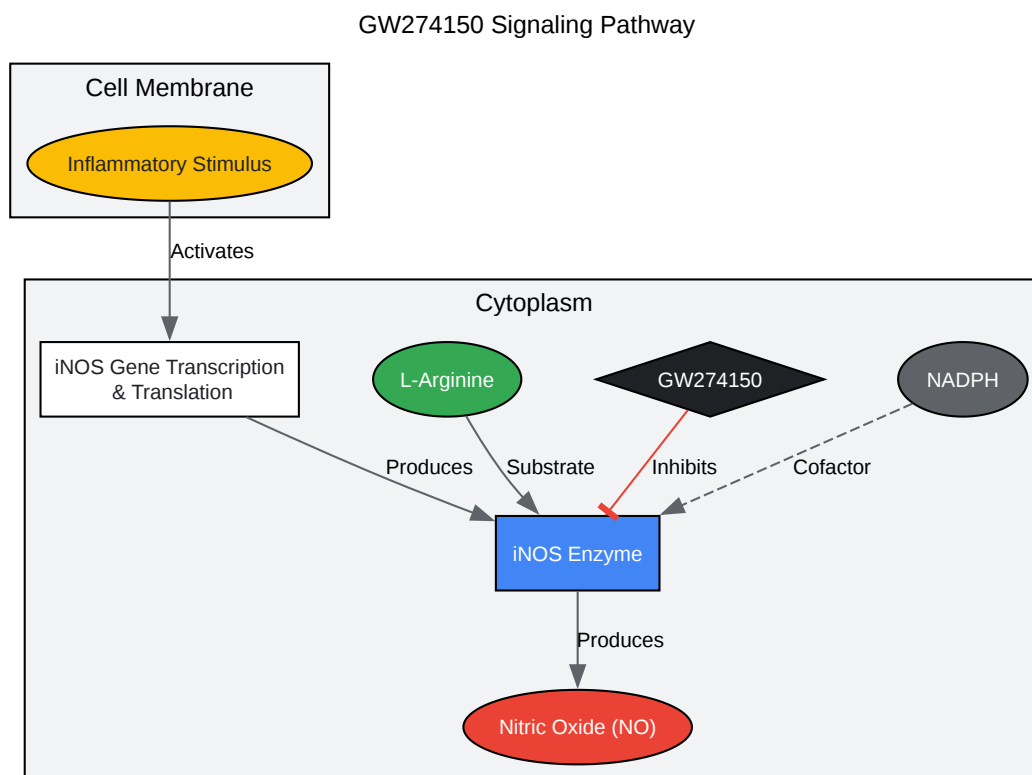 GW274150 Signaling Pathway
Cell Membrane
Inflammatory Stimulus
Activates
Cytoplasm
iNOS Gene Transcription
& Translation
L-Arginine
GW274150
NADPH
Produces
Substrate
Inhibits
Cofactor
iNOS Enzyme
Produces
Nitric Oxide (NO)